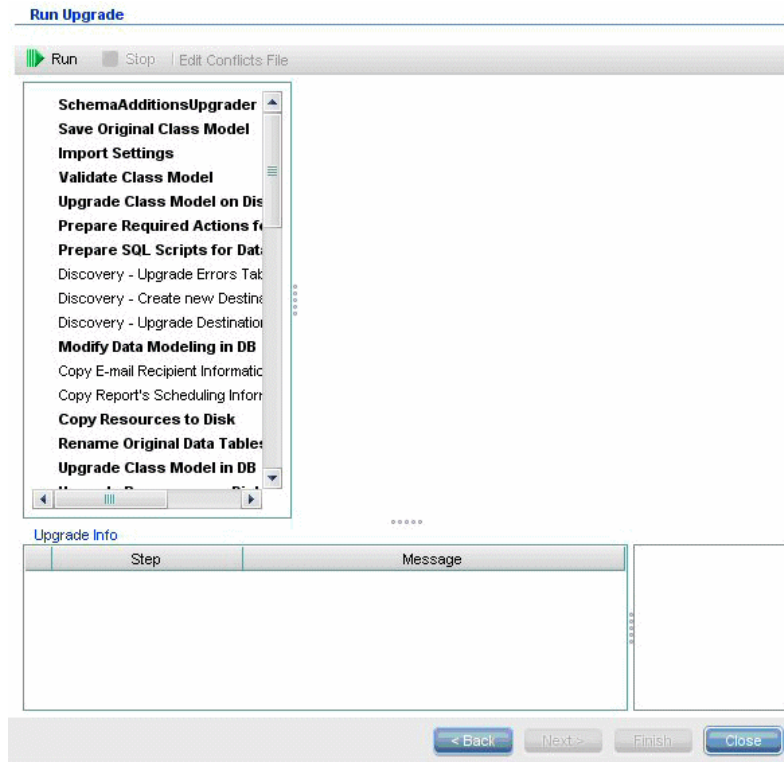 Run Upgrade
Run Stop Edit Conflicts File
SchemaAdditionsUpgrader
Save Original Class Model
Import Settings
Validate Class Model
Upgrade Class Model on Dis
Prepare Required Actions fo
Prepare SQL Scripts for Data
Discovery - Upgrade Errors Tab
Discovery - Create new Destina
Discovery - Upgrade Destination
Modify Data Modeling in DB
Copy E-mail Recipient Informatio
Copy Report's Scheduling Inforr
Copy Resources to Disk
Rename Original Data Tables
Upgrade Class Model in DB
Upgrade Info
Step Message
< Back Next > Finish Close